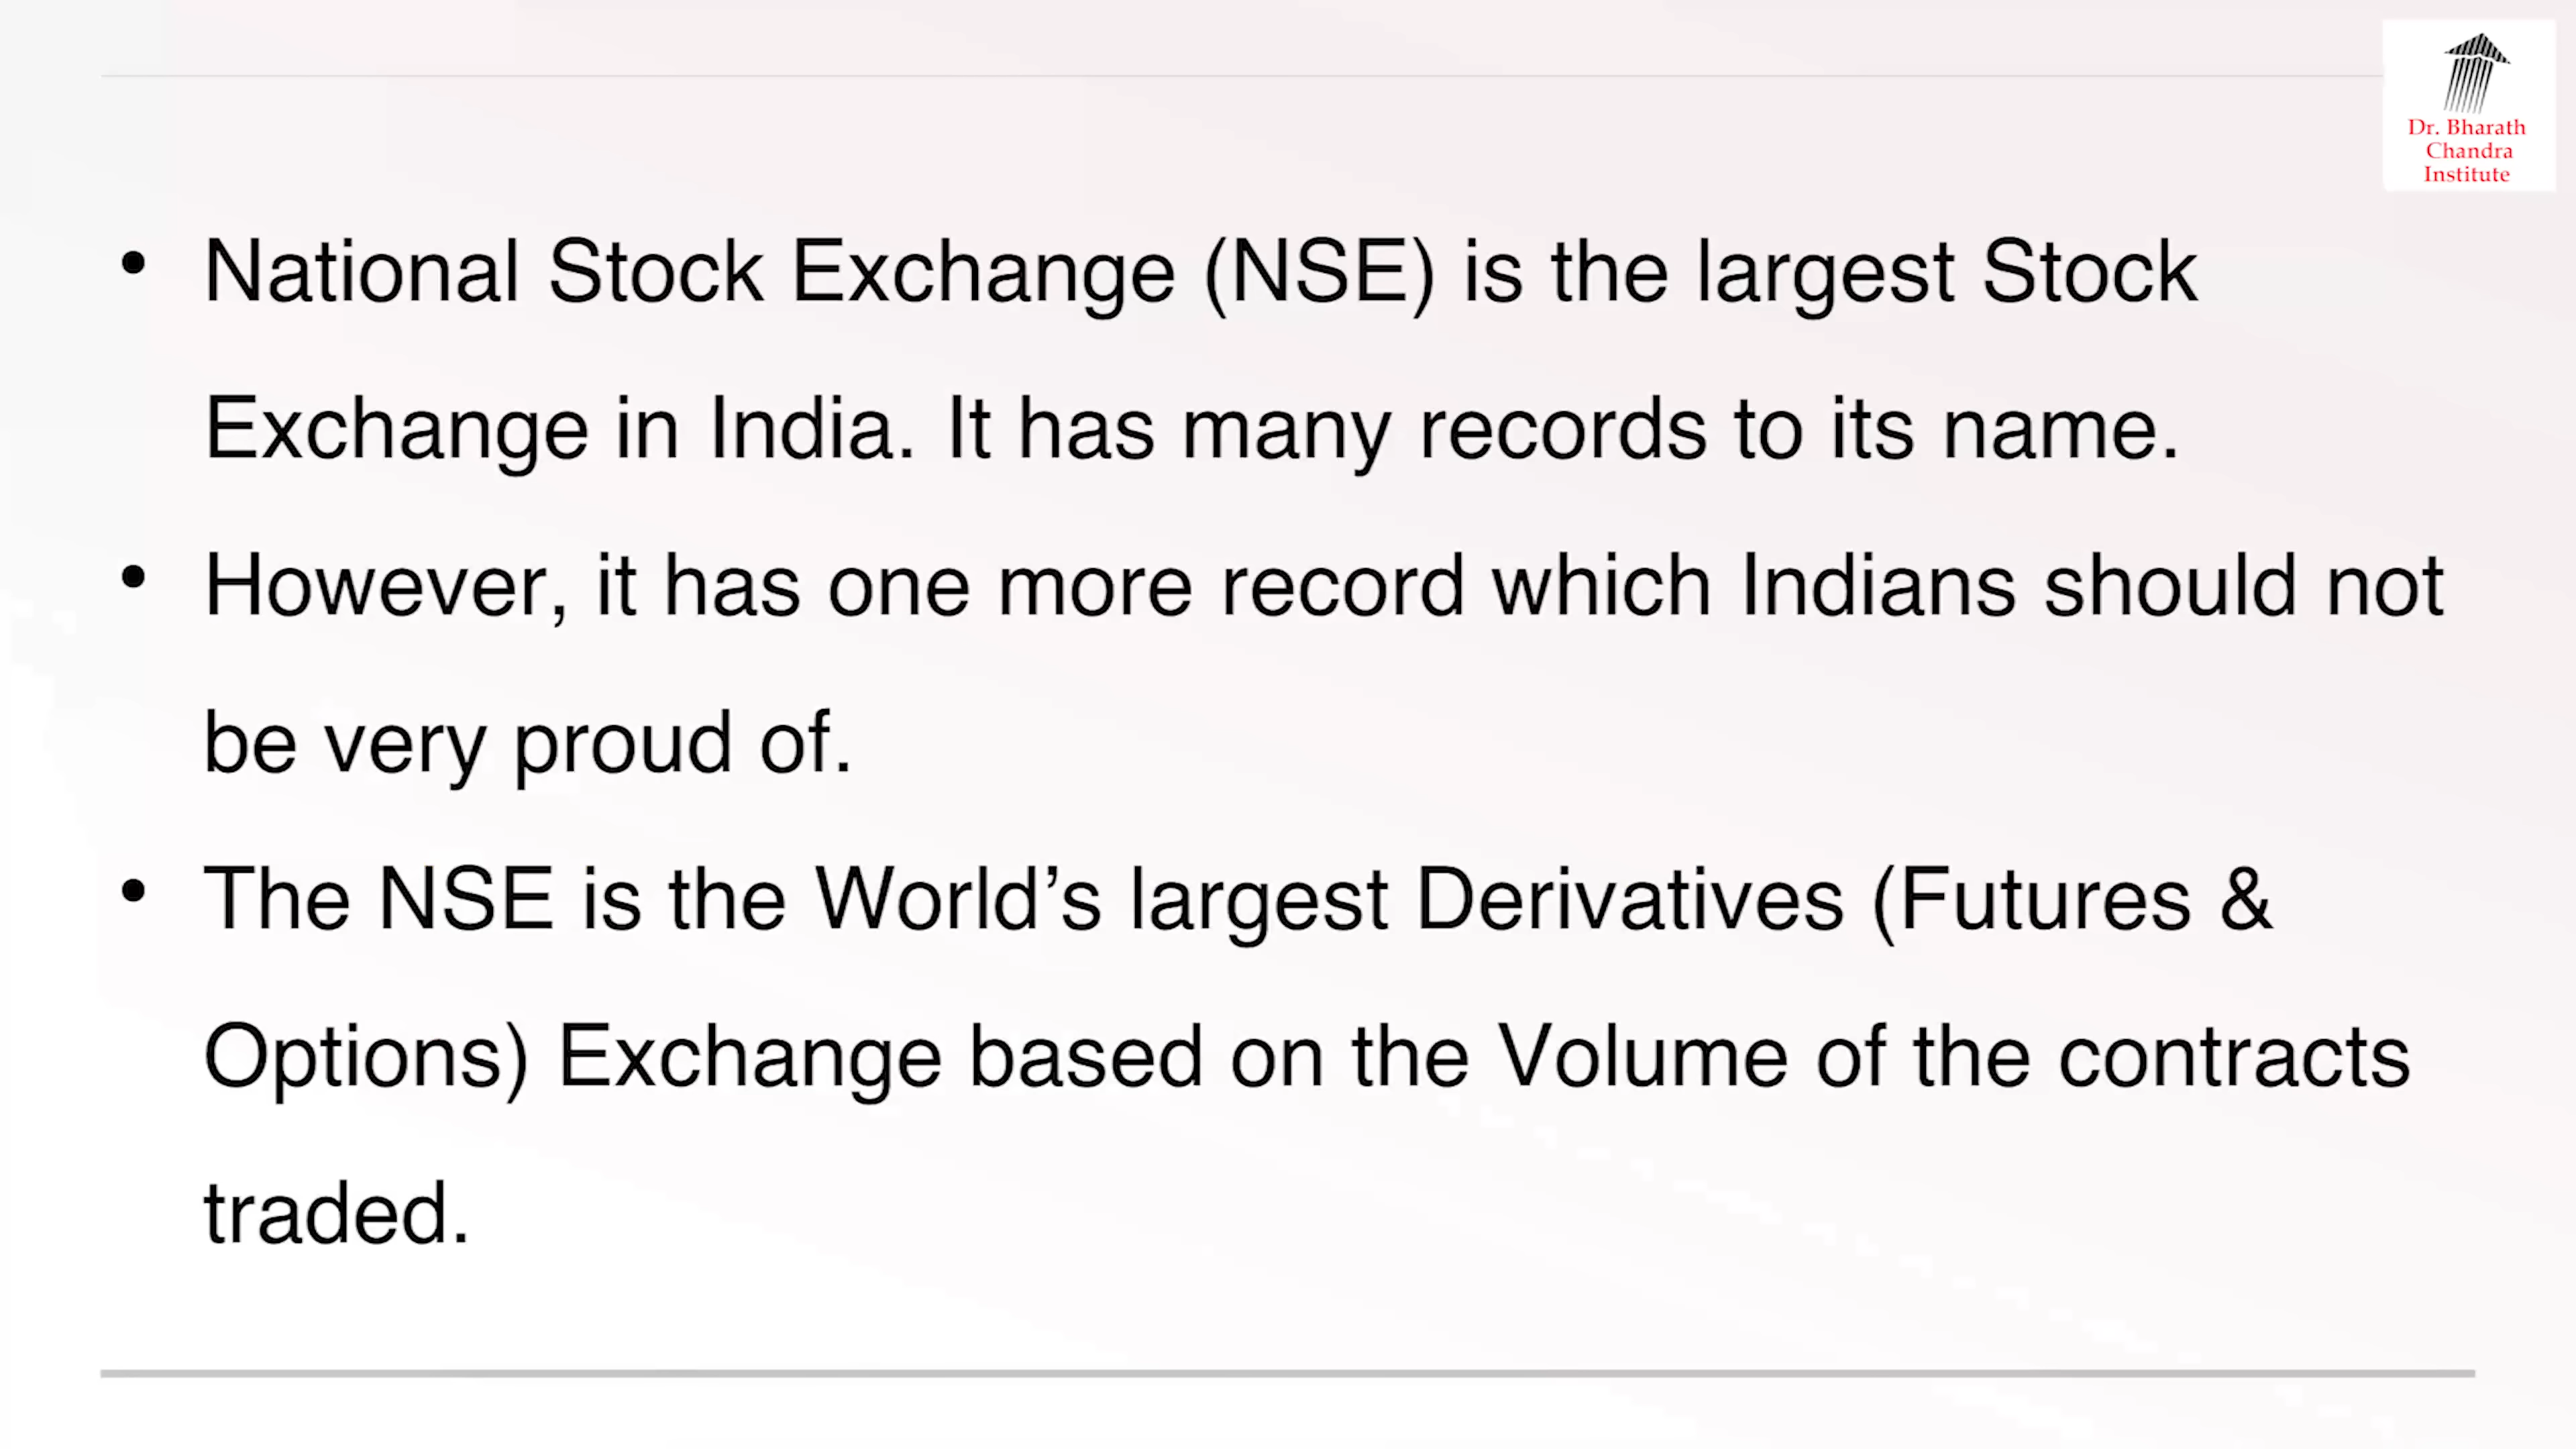 Dr. Bharath
Chandra
Institute
• National Stock Exchange (NSE) is the largest Stock
Exchange in India. It has many records to its name.
• However, it has one more record which Indians should not
be very proud of.
• The NSE is the World’s largest Derivatives (Futures &
Options) Exchange based on the Volume of the contracts
traded.